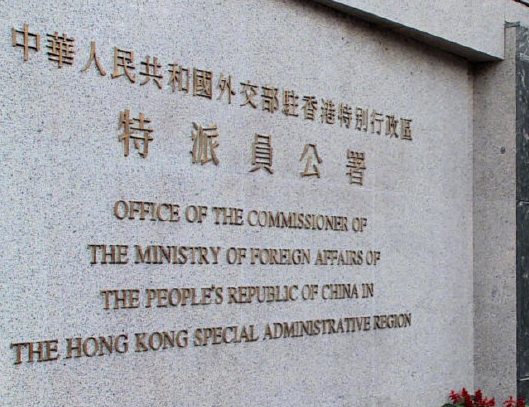 中華人民共和國外交部駐香港特別行政區
特派員公署
OFFICE OF THE COMMISSIONER OF
THE MINISTRY OF FOREIGN AFFAIRS OF
THE PEOPLE'S REPUBLIC OF CHINA IN
THE HONG KONG SPECIAL ADMINISTRATIVE REGION